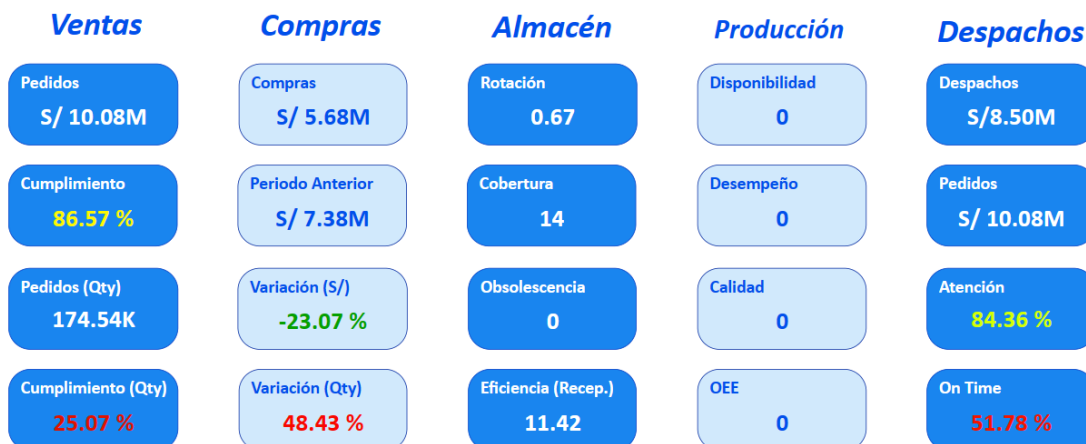 Ventas
Compras
Almacén
Producción
Despachos
Pedidos
S/ 10.08M
Compras
S/ 5.68M
Rotación
0.67
Disponibilidad
0
Despachos
S/8.50M
Cumplimiento
86.57 %
Periodo Anterior
S/ 7.38M
Cobertura
14
Desempeño
0
Pedidos
S/ 10.08M
Pedidos (Qty)
174.54K
Variación (S/)
-23.07 %
Obsolescencia
0
Calidad
0
Atención
84.36 %
Cumplimiento (Qty)
25.07 %
Variación (Qty)
48.43 %
Eficiencia (Recep.)
11.42
OEE
0
On Time
51.78 %